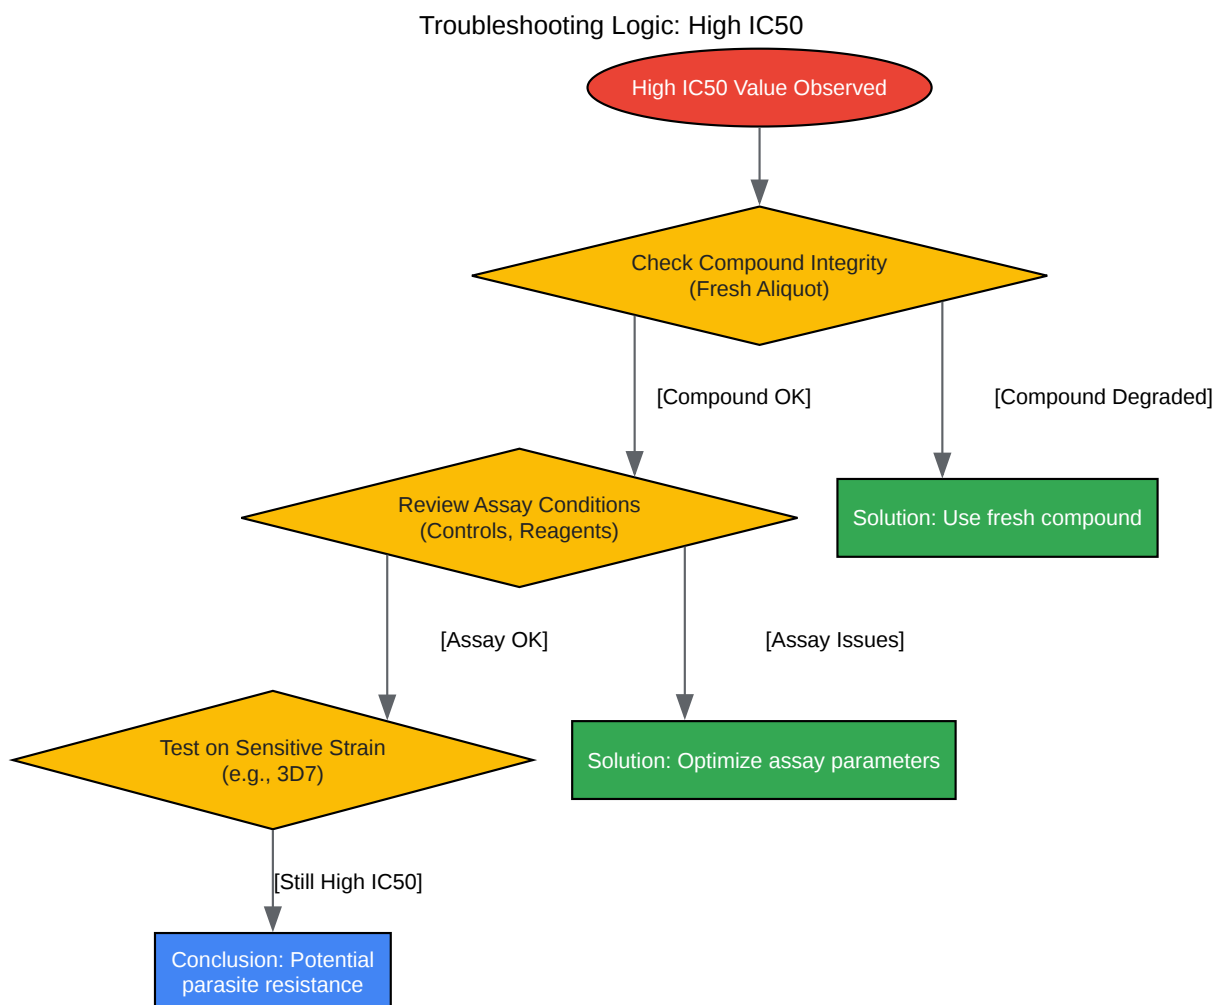 Troubleshooting Logic: High IC50
High IC50 Value Observed
Check Compound Integrity
(Fresh Aliquot)
[Compound OK]
[Compound Degraded]
Review Assay Conditions
(Controls, Reagents)
Solution: Use fresh compound
[Assay OK]
[Assay Issues]
Test on Sensitive Strain
(e.g., 3D7)
Solution: Optimize assay parameters
[Still High IC50]
Conclusion: Potential
parasite resistance